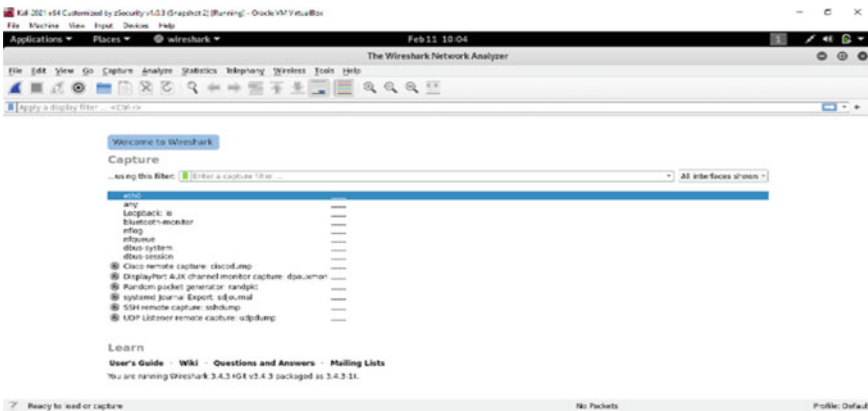 Kali 2021 x64 Customized by zSecurity v1.0.3 (Snapshot 2) [Running] - Oracle VM VirtualBox
File Machine View Input Devices Help
Applications Places wireshark Feb 11 10:04 1
The Wireshark Network Analyzer
File Edit View Go Capture Analyze Statistics Telephony Wireless Tools Help
Apply a display filter ... <Ctrl-/>
Welcome to Wireshark
Capture
...using this filter: Enter a capture filter ... All interfaces shown
eth0
any
Loopback: lo
bluetooth-monitor
nflog
nfqueue
dbus-system
dbus-session
Cisco remote capture: ciscodump
DisplayPort AUX channel monitor capture: dpauxmon
Random packet generator: randpkt
systemd Journal Export: sdjournal
SSH remote capture: sshdump
UDP Listener remote capture: udpdump
Learn
User's Guide · Wiki · Questions and Answers · Mailing Lists
You are running Wireshark 3.4.3 (Git v3.4.3 packaged as 3.4.3-1).
Ready to load or capture No Packets Profile: Default